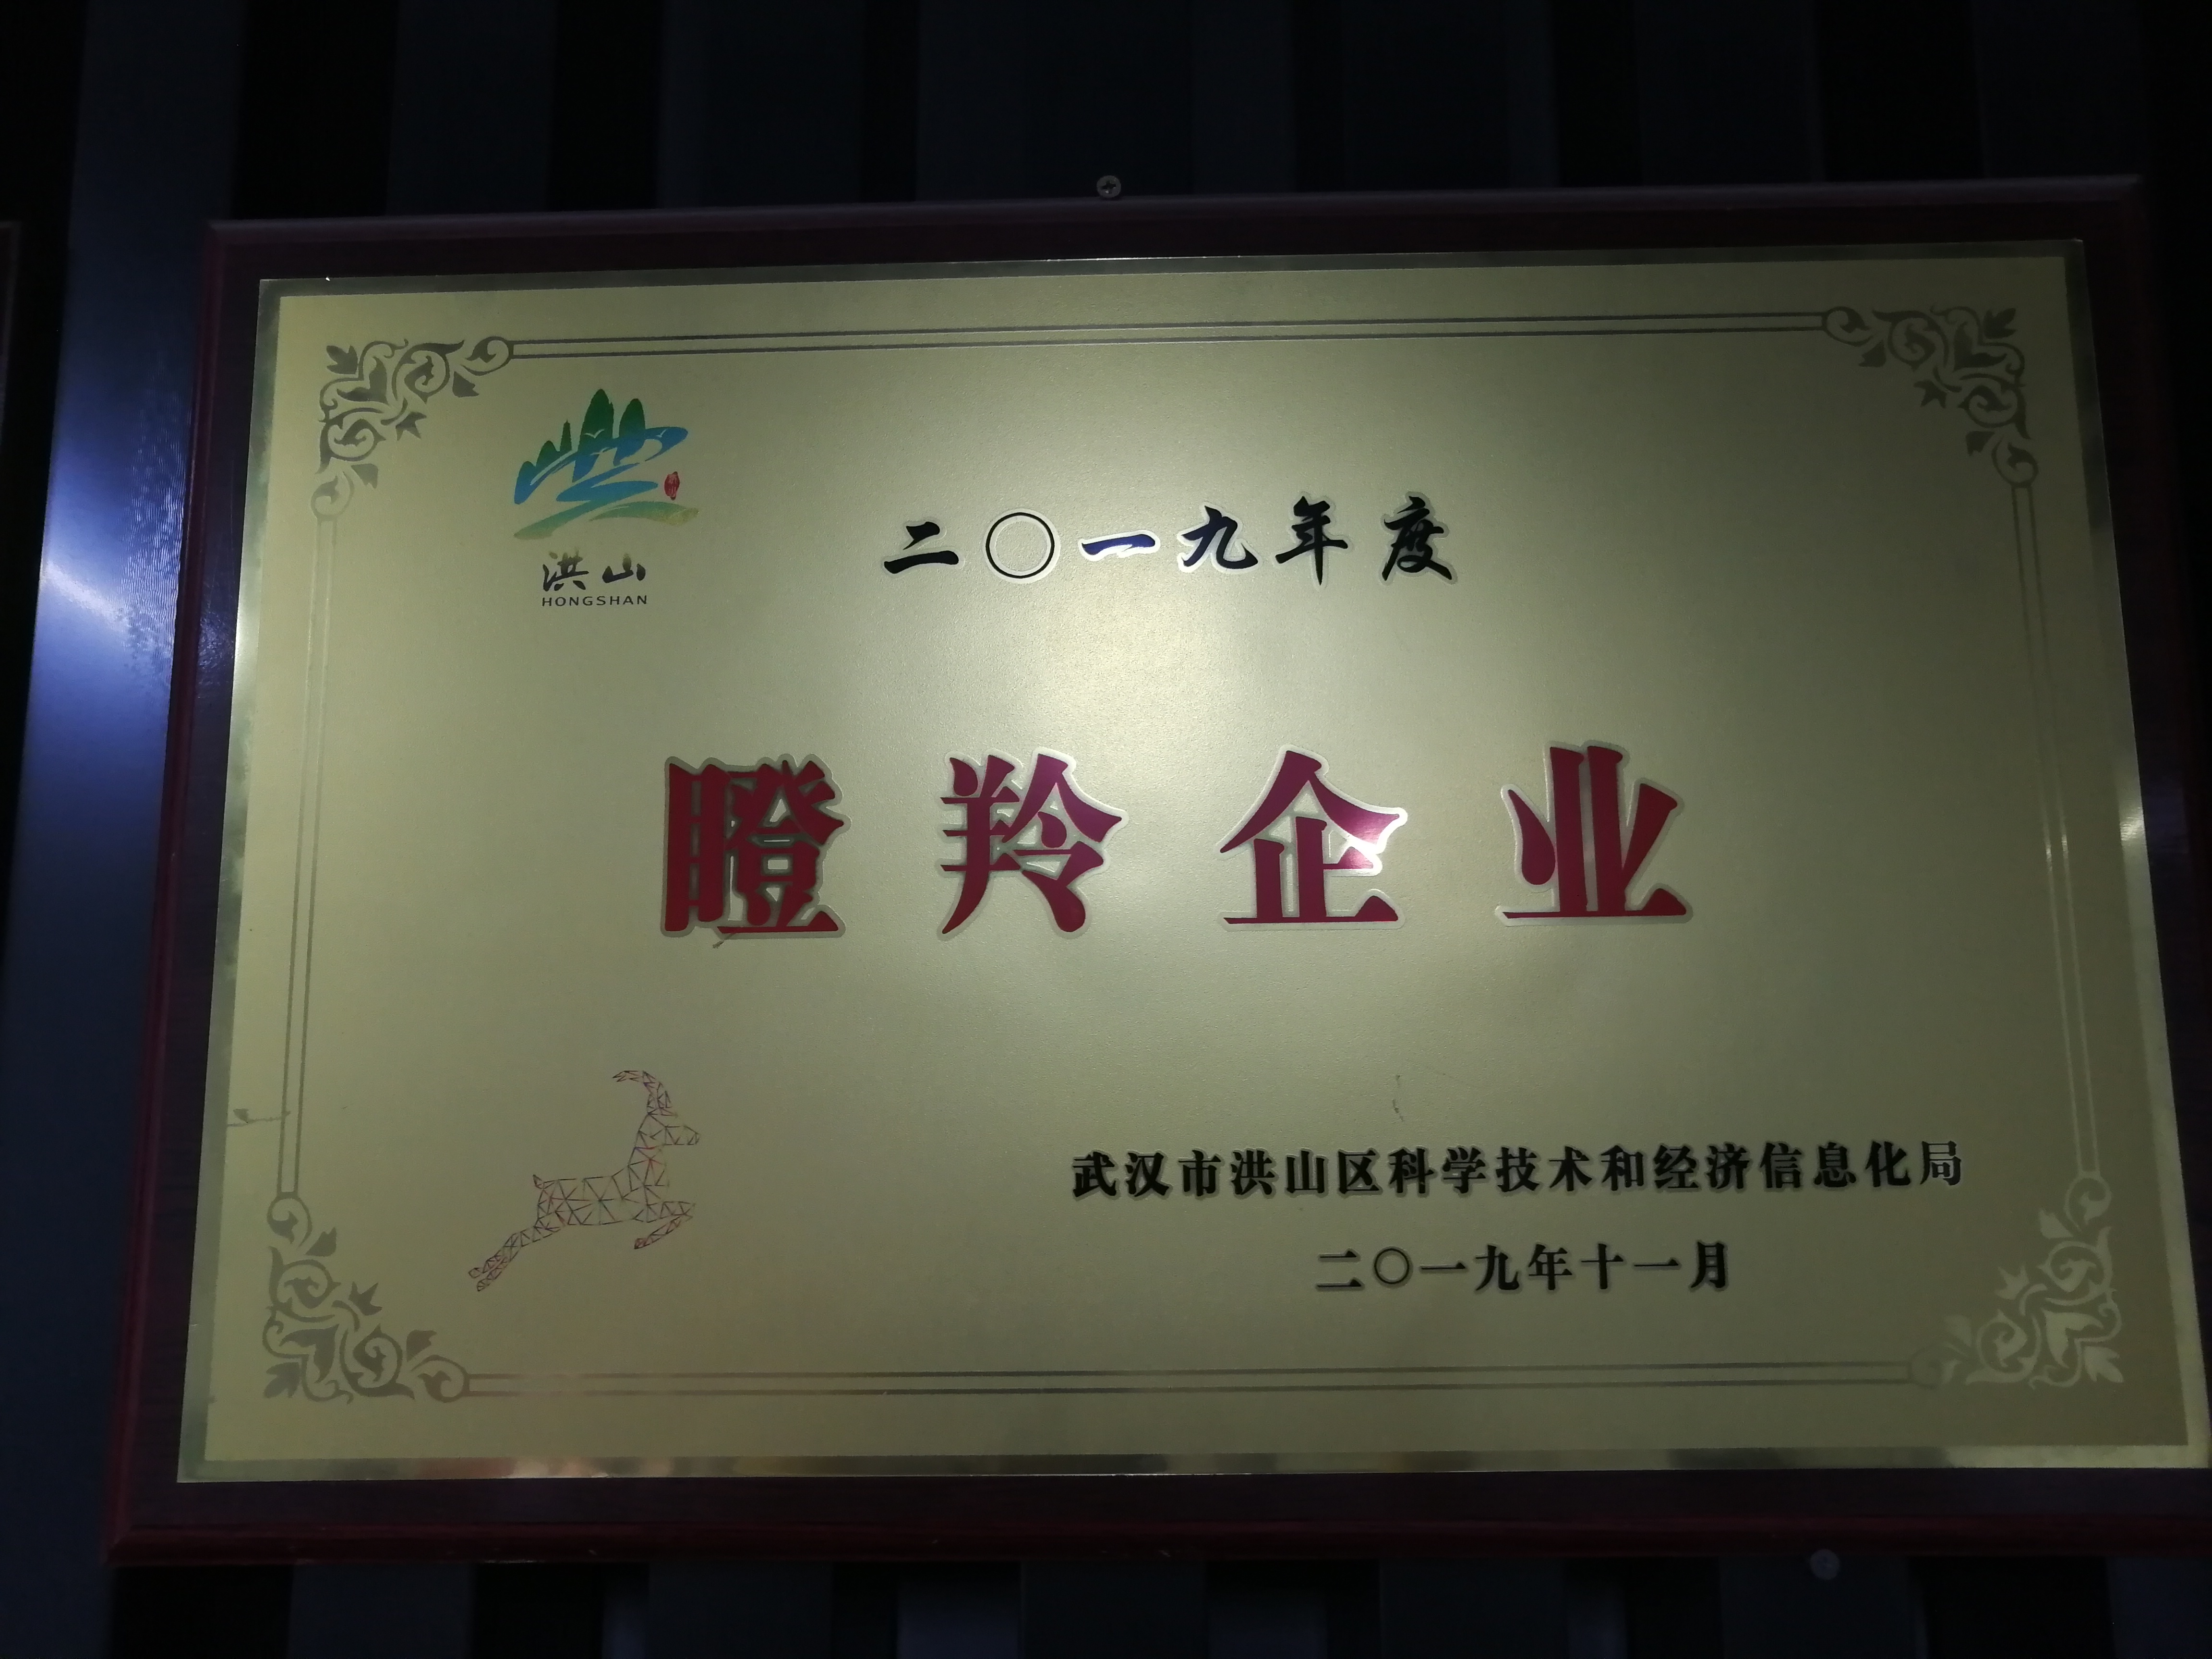 洪山
HONGSHAN
二〇一九年度
瞪羚企业
武汉市洪山区科学技术和经济信息化局
二〇一九年十一月